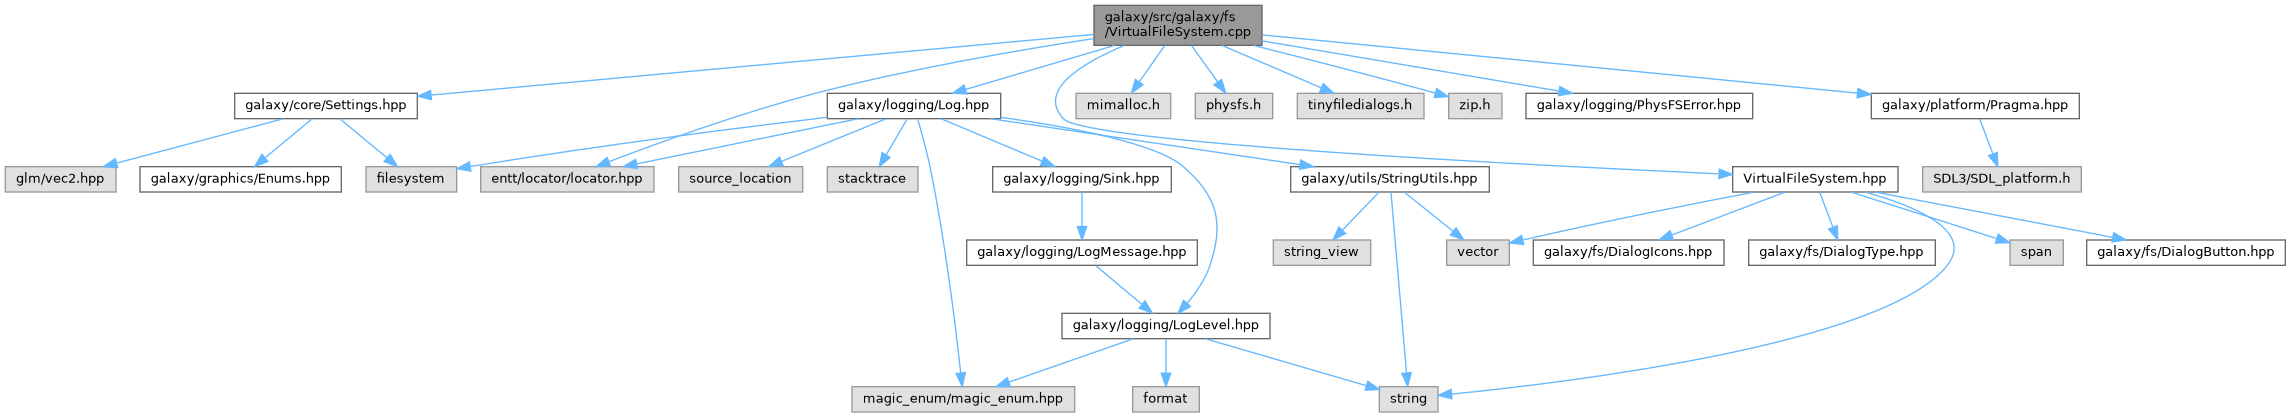 galaxy/src/galaxy/fs
/VirtualFileSystem.cpp
galaxy/core/Settings.hpp
galaxy/logging/Log.hpp
mimalloc.h
physfs.h
tinyfiledialogs.h
zip.h
galaxy/logging/PhysFSError.hpp
galaxy/platform/Pragma.hpp
glm/vec2.hpp
galaxy/graphics/Enums.hpp
filesystem
entt/locator/locator.hpp
source_location
stacktrace
galaxy/logging/Sink.hpp
galaxy/utils/StringUtils.hpp
VirtualFileSystem.hpp
SDL3/SDL_platform.h
galaxy/logging/LogMessage.hpp
string_view
vector
galaxy/fs/DialogIcons.hpp
galaxy/fs/DialogType.hpp
span
galaxy/fs/DialogButton.hpp
galaxy/logging/LogLevel.hpp
magic_enum/magic_enum.hpp
format
string